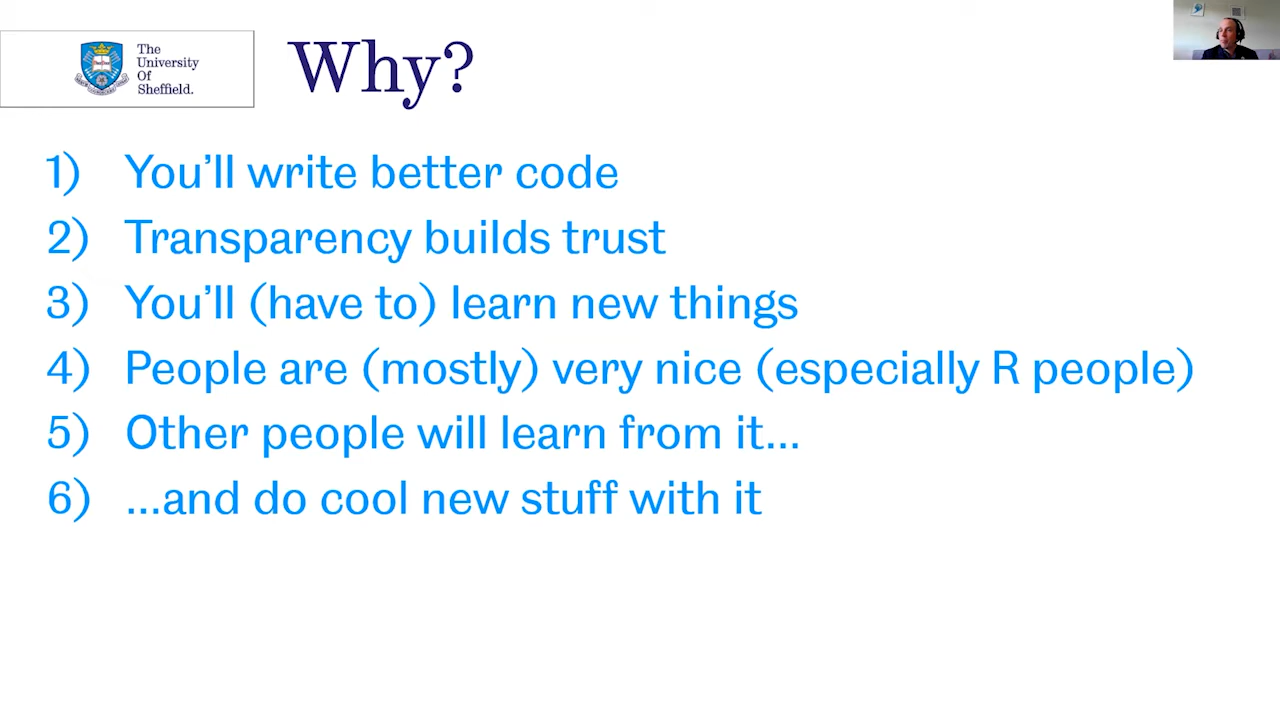 The
University
Of
Sheffield.
Why?
1) You’ll write better code
2) Transparency builds trust
3) You’ll (have to) learn new things
4) People are (mostly) very nice (especially R people)
5) Other people will learn from it...
6) ...and do cool new stuff with it